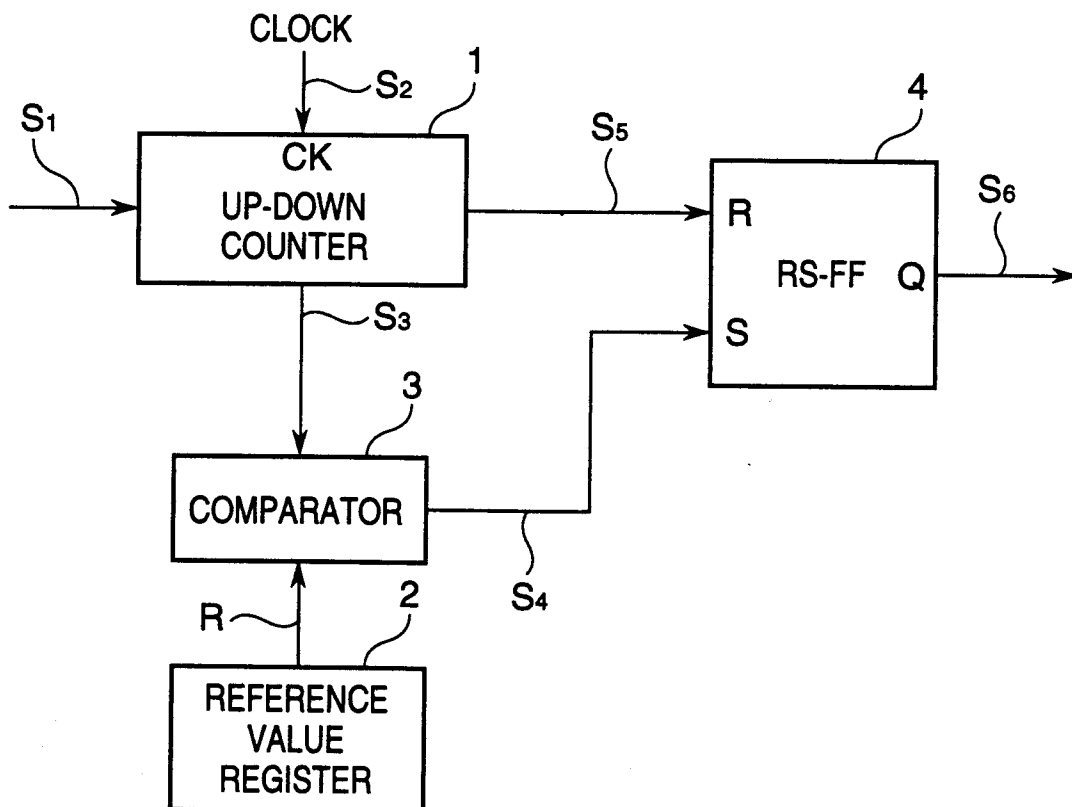 CLOCK
S2
1
S1
CK
UP-DOWN
COUNTER
S5
4
R
S
RS-FF
Q
S6
S3
3
COMPARATOR
S4
R
2
REFERENCE
VALUE
REGISTER